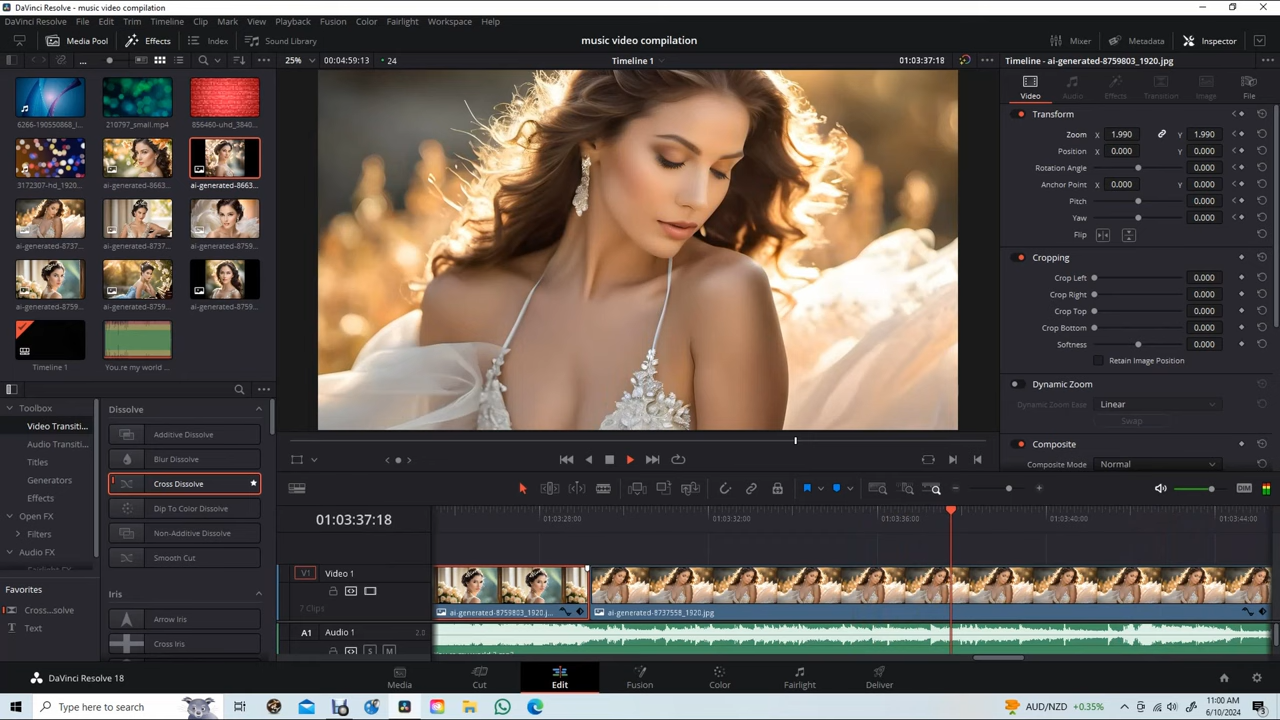 DaVinci Resolve - music video compilation
DaVinci Resolve File Edit Trim Timeline Clip Mark View Playback Fusion Color Fairlight Workspace Help
Media Pool Effects Index Sound Library music video compilation Mixer Metadata Inspector
... 25% 00:04:59:13 24 Timeline 1 01:03:37:18 Timeline - ai-generated-8759803_1920.jpg
Video Audio Effects Transition Image File
6266-190550868_l... 210797_small.mp4 856460-uhd_3840...
3172307-hd_1920... ai-generated-8663... ai-generated-8663...
ai-generated-8737... ai-generated-8737... ai-generated-8759...
ai-generated-8759... ai-generated-8759... ai-generated-8759...
Timeline 1 You.re my world ...
Transform
Zoom X 1.990 Y 1.990
Position X 0.000 Y 0.000
Rotation Angle 0.000
Anchor Point X 0.000 Y 0.000
Pitch 0.000
Yaw 0.000
Flip
Cropping
Crop Left 0.000
Crop Right 0.000
Crop Top 0.000
Crop Bottom 0.000
Softness 0.000
Retain Image Position
Dynamic Zoom
Dynamic Zoom Ease Linear
Swap
Composite
Composite Mode Normal
Toolbox
Video Transiti...
Audio Transiti...
Titles
Generators
Effects
Open FX
Filters
Audio FX
Favorites
Cross...solve
Text
Dissolve
Additive Dissolve
Blur Dissolve
Cross Dissolve
Dip To Color Dissolve
Non-Additive Dissolve
Smooth Cut
Iris
Arrow Iris
Cross Iris
DIM
01:03:37:18 01:03:28:00 01:03:32:00 01:03:36:00 01:03:40:00 01:03:44:00
V1 Video 1
7 Clips
ai-generated-8759803_1920.j... ai-generated-8737558_1920.jpg
A1 Audio 1 2.0
S M
DaVinci Resolve 18 Media Cut Edit Fusion Color Fairlight Deliver
Type here to search AUD/NZD +0.35% 11:00 AM
6/10/2024